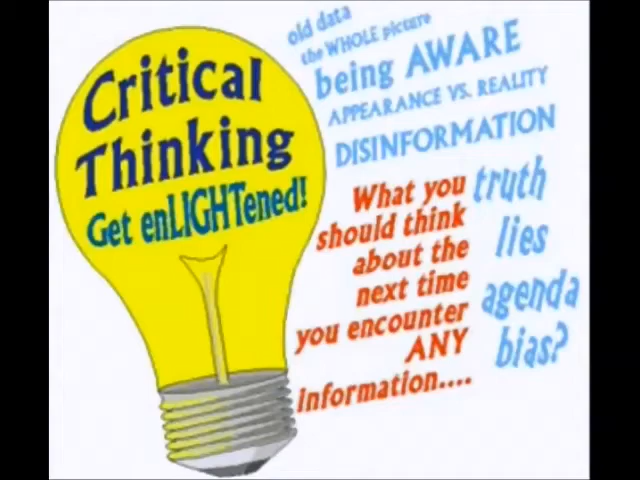 Critical
Thinking
Get enLIGHTened!
old data
the WHOLE picture
being AWARE
APPEARANCE VS. REALITY
DISINFORMATION
What you
should think
about the
next time
you encounter
ANY
information....
truth
lies
agenda
bias?